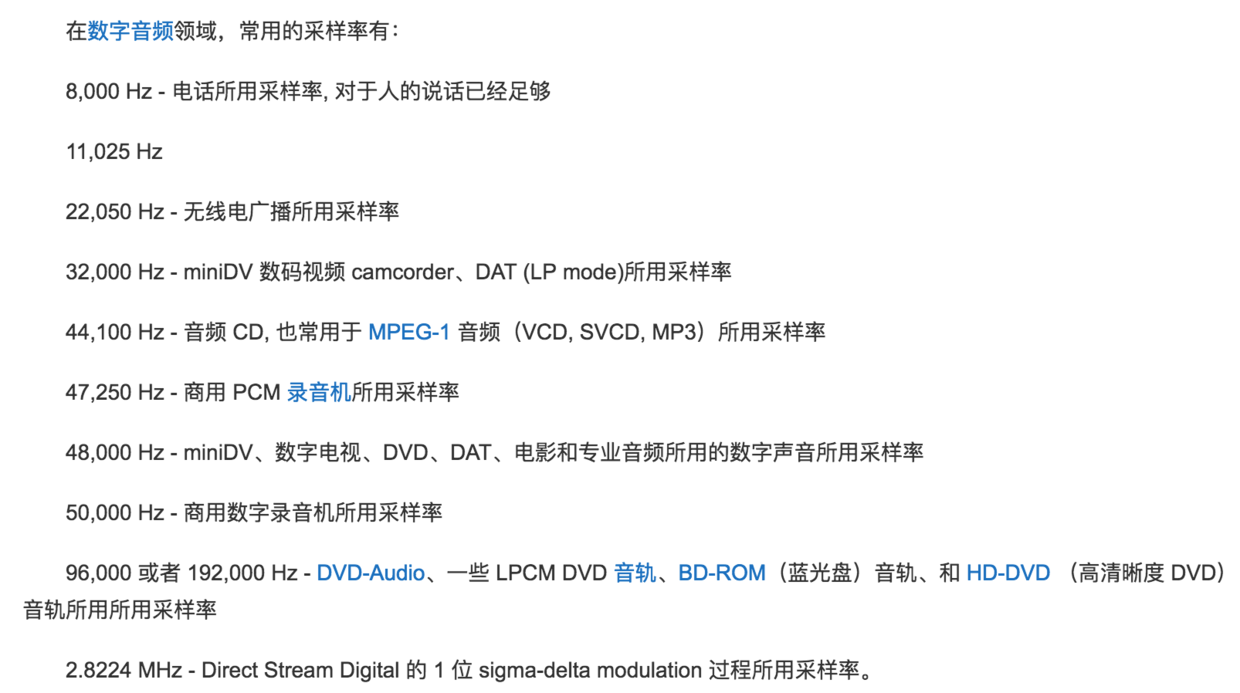 在数字音频领域，常用的采样率有：
8,000 Hz - 电话所用采样率, 对于人的说话已经足够
11,025 Hz
22,050 Hz - 无线电广播所用采样率
32,000 Hz - miniDV 数码视频 camcorder、DAT (LP mode)所用采样率
44,100 Hz - 音频 CD, 也常用于 MPEG-1 音频（VCD, SVCD, MP3）所用采样率
47,250 Hz - 商用 PCM 录音机所用采样率
48,000 Hz - miniDV、数字电视、DVD、DAT、电影和专业音频所用的数字声音所用采样率
50,000 Hz - 商用数字录音机所用采样率
96,000 或者 192,000 Hz - DVD-Audio、一些 LPCM DVD 音轨、BD-ROM（蓝光盘）音轨、和 HD-DVD （高清晰度 DVD）
音轨所用所用采样率
2.8224 MHz - Direct Stream Digital 的 1 位 sigma-delta modulation 过程所用采样率。